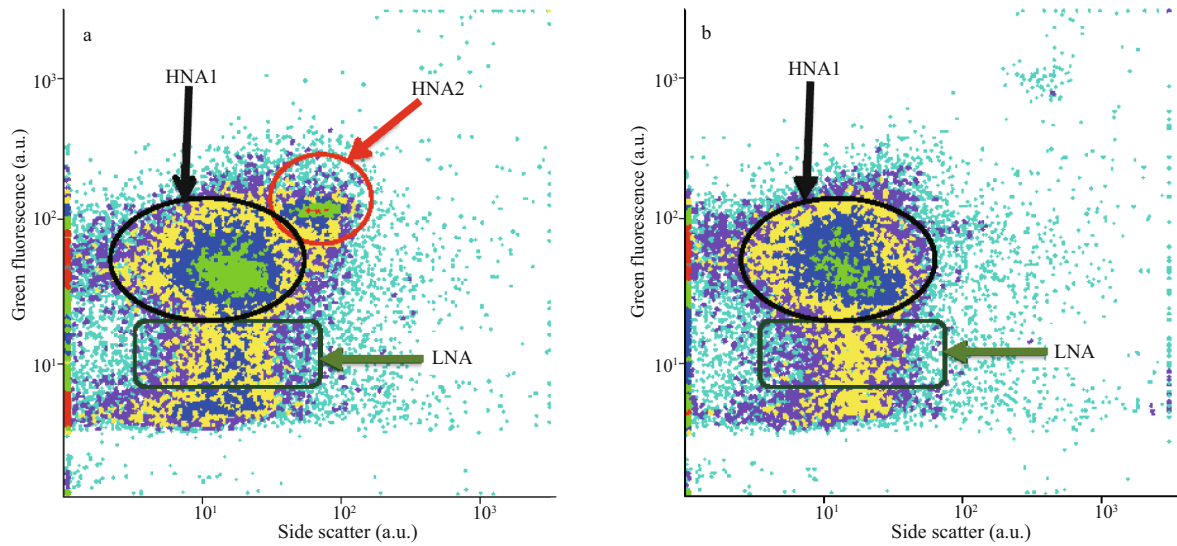 a
HNA1
HNA2
LNA
10³
10²
10¹
Green fluorescence (a.u.)
10¹
10²
10³
Side scatter (a.u.)
b
HNA1
LNA
10³
10²
10¹
Green fluorescence (a.u.)
10¹
10²
10³
Side scatter (a.u.)